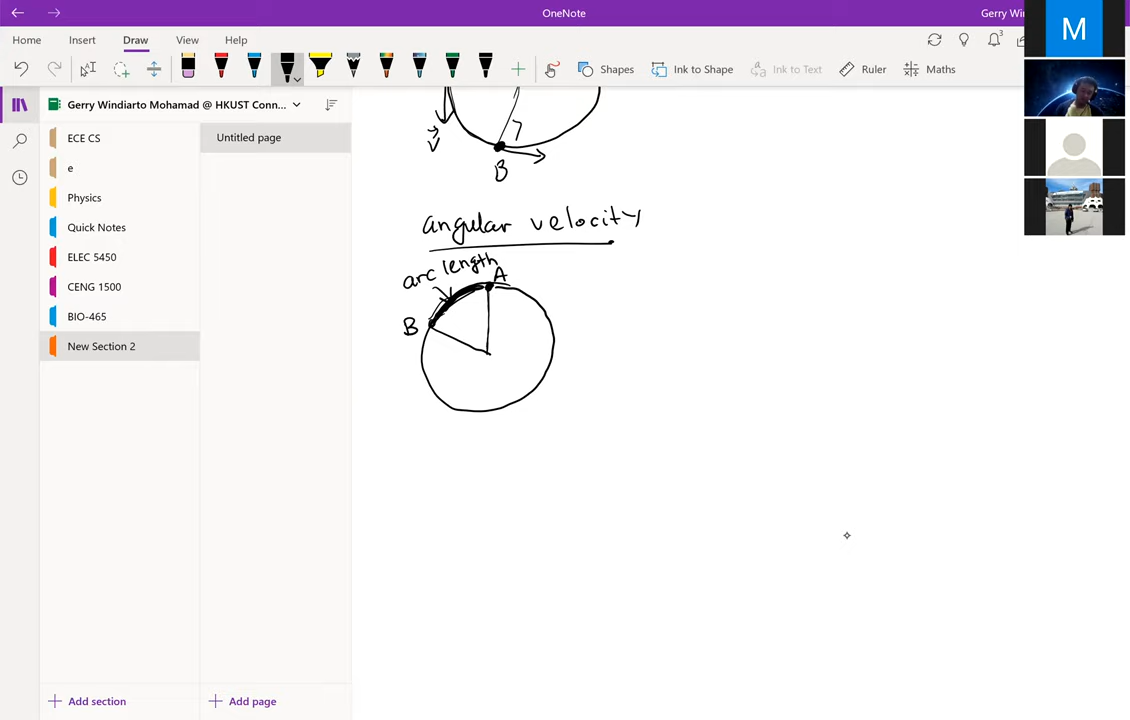 OneNote
Gerry Win
M
Home Insert Draw View Help
3
Shapes Ink to Shape Ink to Text Ruler Maths
Gerry Windiarto Mohamad @ HKUST Conn...
ECE CS
e
Physics
Quick Notes
ELEC 5450
CENG 1500
BIO-465
New Section 2
Add section
Untitled page
Add page
V
B
angular velocity
arc length
A
B